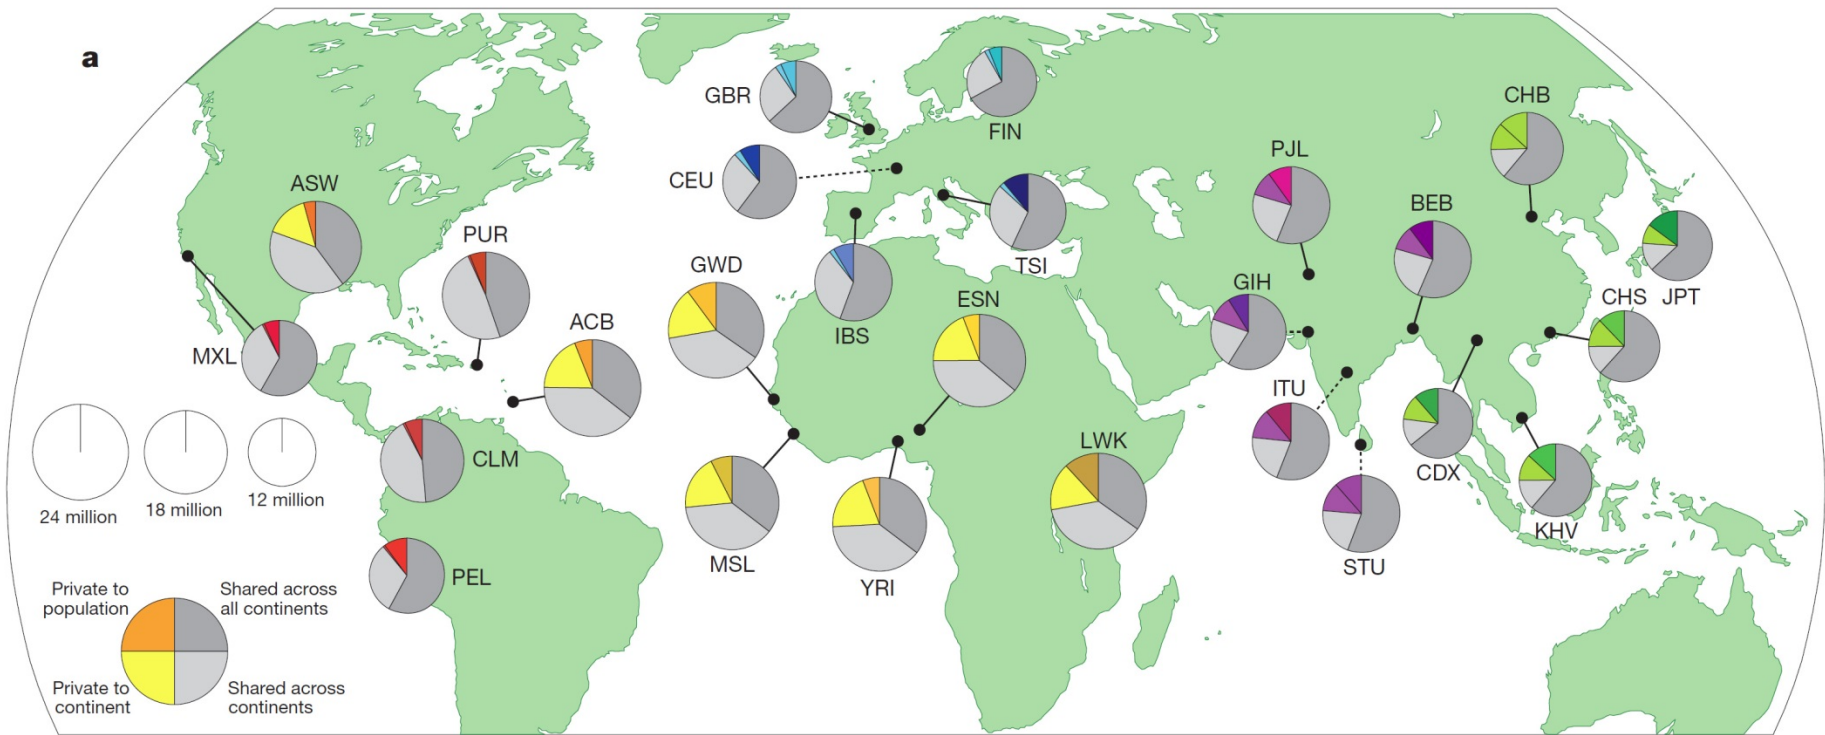 a
GBR
FIN
CHB
CEU
PJL
ASW
BEB
PUR
GWD
TSI
GIH
ESN
CHS
JPT
ACB
IBS
MXL
ITU
LWK
CLM
CDX
24 million
18 million
12 million
KHV
MSL
STU
PEL
YRI
Private to
population
Shared across
all continents
Private to
continent
Shared across
continents